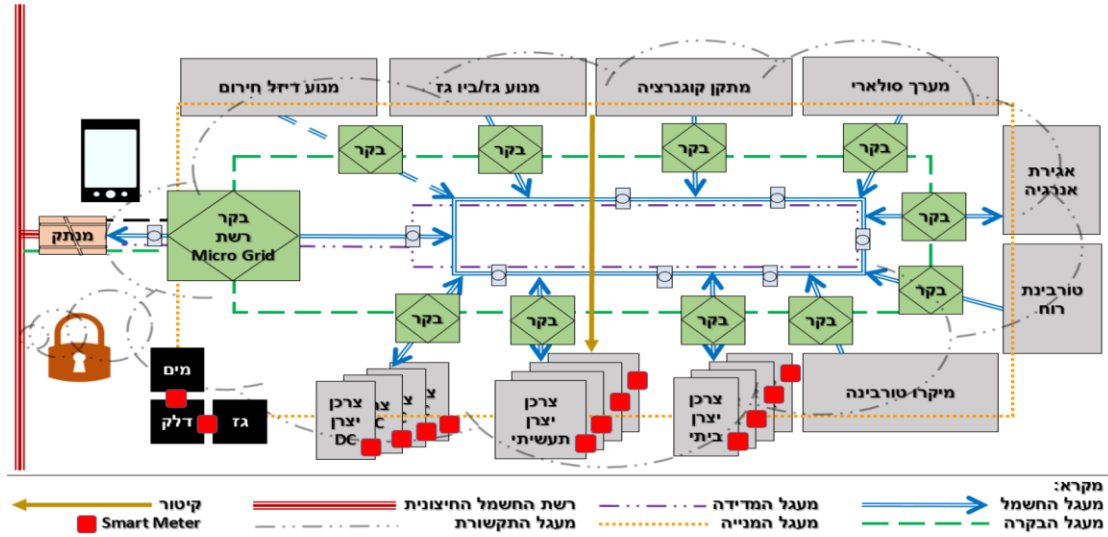 מנוע דיזל חירום
מנוע גז/ביו גז
מתקן קוגנרציה
מערך סולארי
בקר
בקר
בקר
בקר
אגירת
אנרגיה
בקר
מנתק
בקר
רשת
Micro Grid
טורבינת
רוח
בקר
בקר
בקר
בקר
בקר
מיקרו טורבינה
מים
דלק
גז
צרכן
יצרן
DC
צרכן
יצרן
תעשיתי
צרכן
יצרן
ביתי
מקרא:
מעגל החשמל
מעגל המדידה
רשת החשמל החיצונית
קיטור
מעגל הבקרה
מעגל המנייה
מעגל התקשורת
Smart Meter